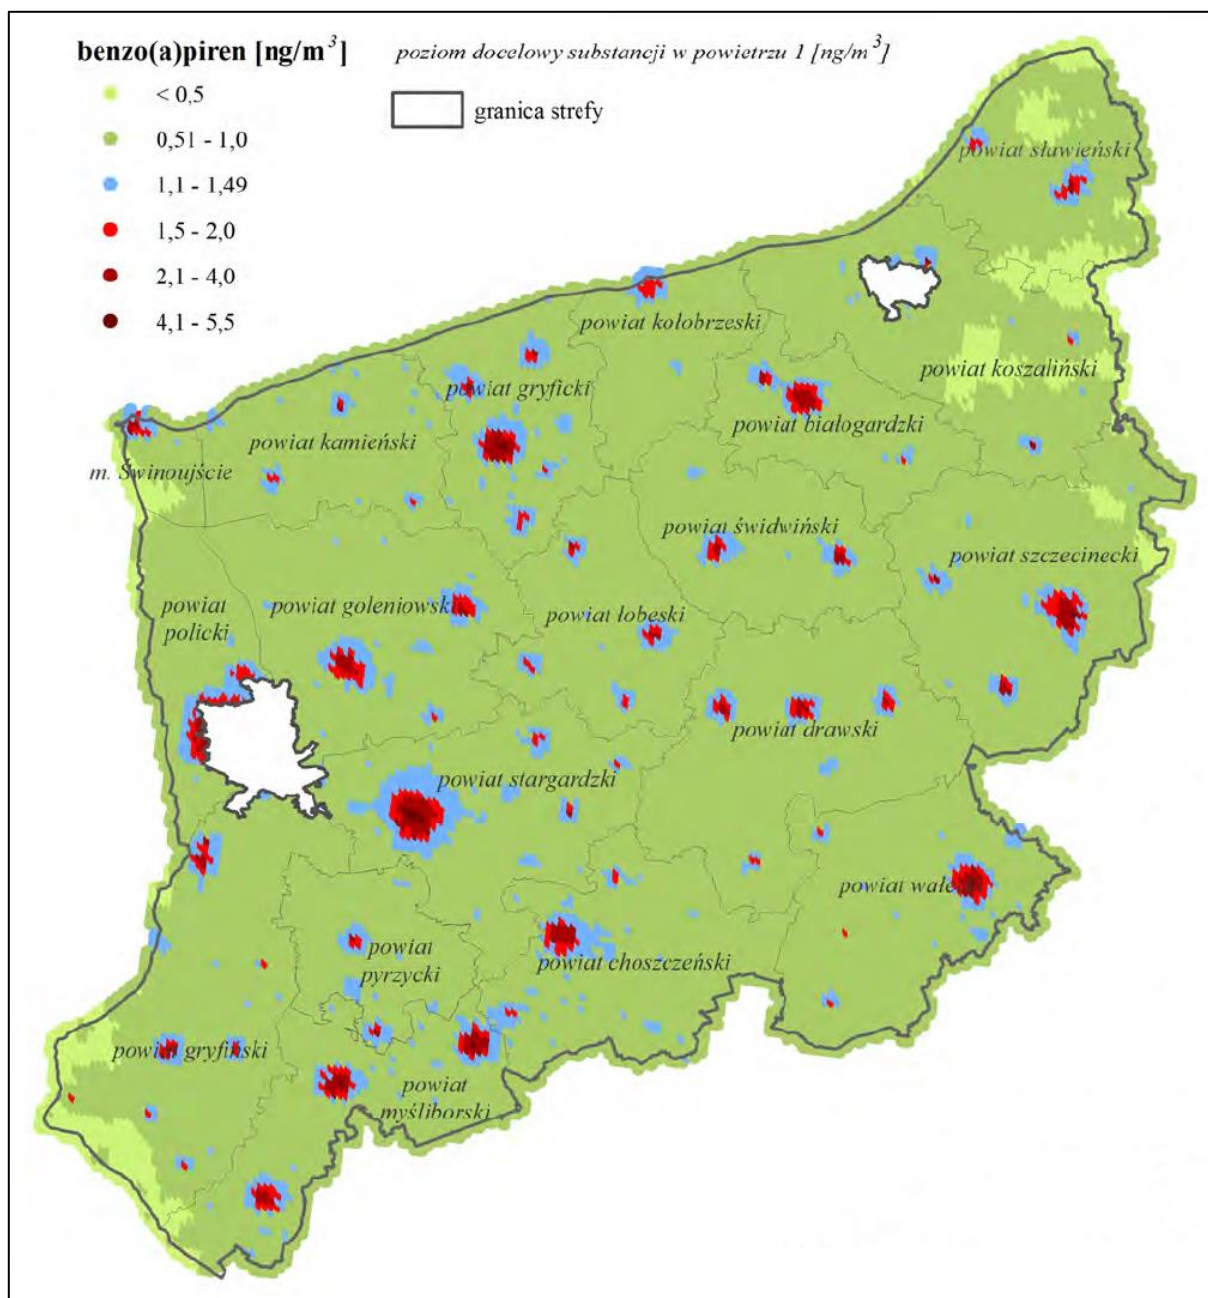 benzo(a)piren [ng/m³]
poziom docelowy substancji w powietrzu 1 [ng/m³]
< 0,5
0,51 - 1,0
1,1 - 1,49
1,5 - 2,0
2,1 - 4,0
4,1 - 5,5
granica strefy
powiat sławieński
powiat kołobrzeski
powiat koszaliński
powiat gryficki
powiat białogardzki
powiat kamieński
m. Świnoujście
powiat świdwiński
powiat szczecinecki
powiat
policki
powiat goleniowski
powiat łobeski
powiat drawski
powiat stargardzki
powiat wałe
powiat
pyrzycki
powiat choszczeński
powiat gryfiński
powiat
myśliborski